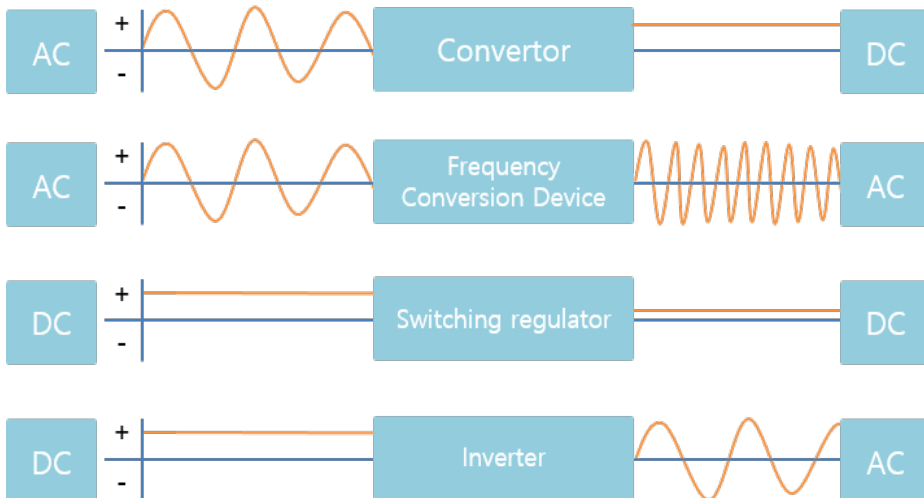 AC + - Convertor DC
AC + - Frequency Conversion Device AC
DC + - Switching regulator DC
DC + - Inverter AC